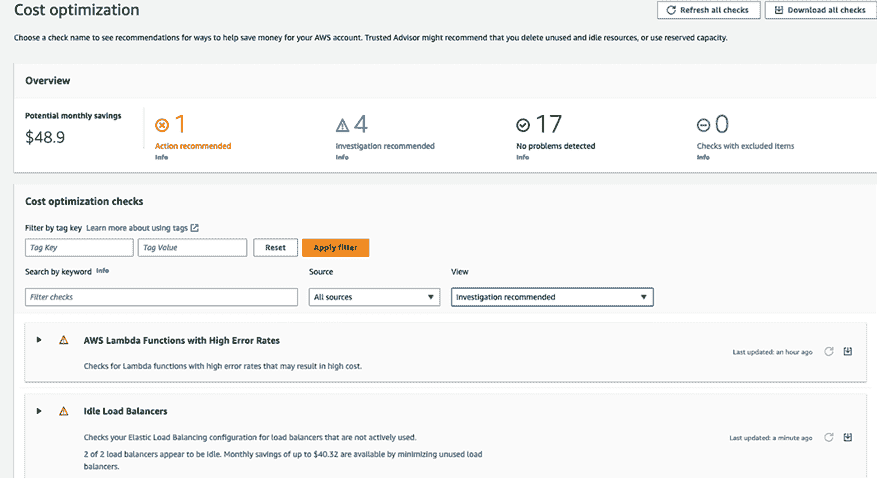 Cost optimization
Refresh all checks
Download all checks
Choose a check name to see recommendations for ways to help save money for your AWS account. Trusted Advisor might recommend that you delete unused and idle resources, or use reserved capacity.
Overview
Potential monthly savings
$48.9
1
Action recommended
Info
4
Investigation recommended
Info
17
No problems detected
Info
0
Checks with excluded items
Info
Cost optimization checks
Filter by tag key Learn more about using tags
Tag Key
Tag Value
Reset
Apply filter
Search by keyword Info
Source
View
Filter checks
All sources
Investigation recommended
AWS Lambda Functions with High Error Rates
Last updated: an hour ago
Checks for Lambda functions with high error rates that may result in high cost.
Idle Load Balancers
Checks your Elastic Load Balancing configuration for load balancers that are not actively used.
Last updated: a minute ago
2 of 2 load balancers appear to be idle. Monthly savings of up to $40.32 are available by minimizing unused load
balancers.